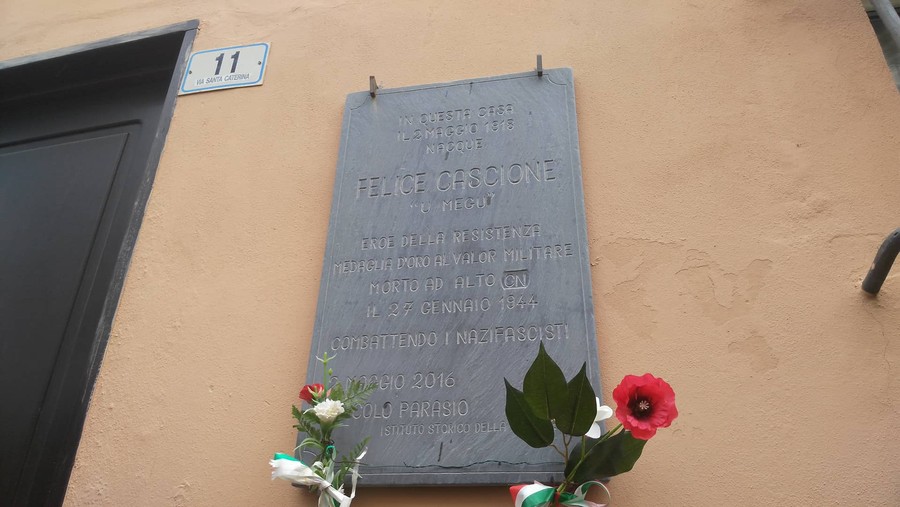 11
VIA SANTA CATERINA
IN QUESTA CASA
IL 2 MAGGIO 1918
NACQUE
FELICE CASCIONE
"U MEGU"
EROE DELLA RESISTENZA
MEDAGLIA D'ORO AL VALOR MILITARE
MORTO AD ALTO CN
IL 27 GENNAIO 1944
COMBATTENDO I NAZIFASCISTI
2 MAGGIO 2016
COLO PARASIO
ISTITUTO STORICO DELLA